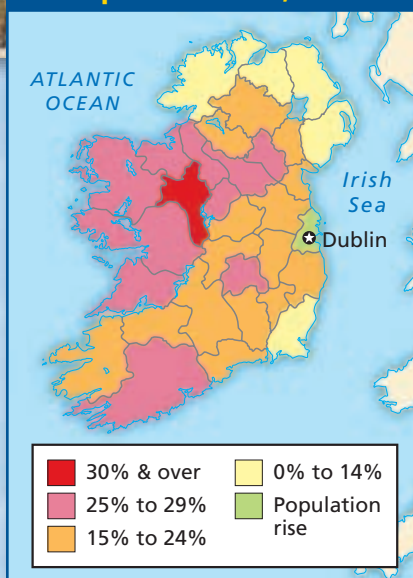 ATLANTIC
OCEAN
Irish
Sea
Dublin
30% & over
25% to 29%
15% to 24%
0% to 14%
Population
rise